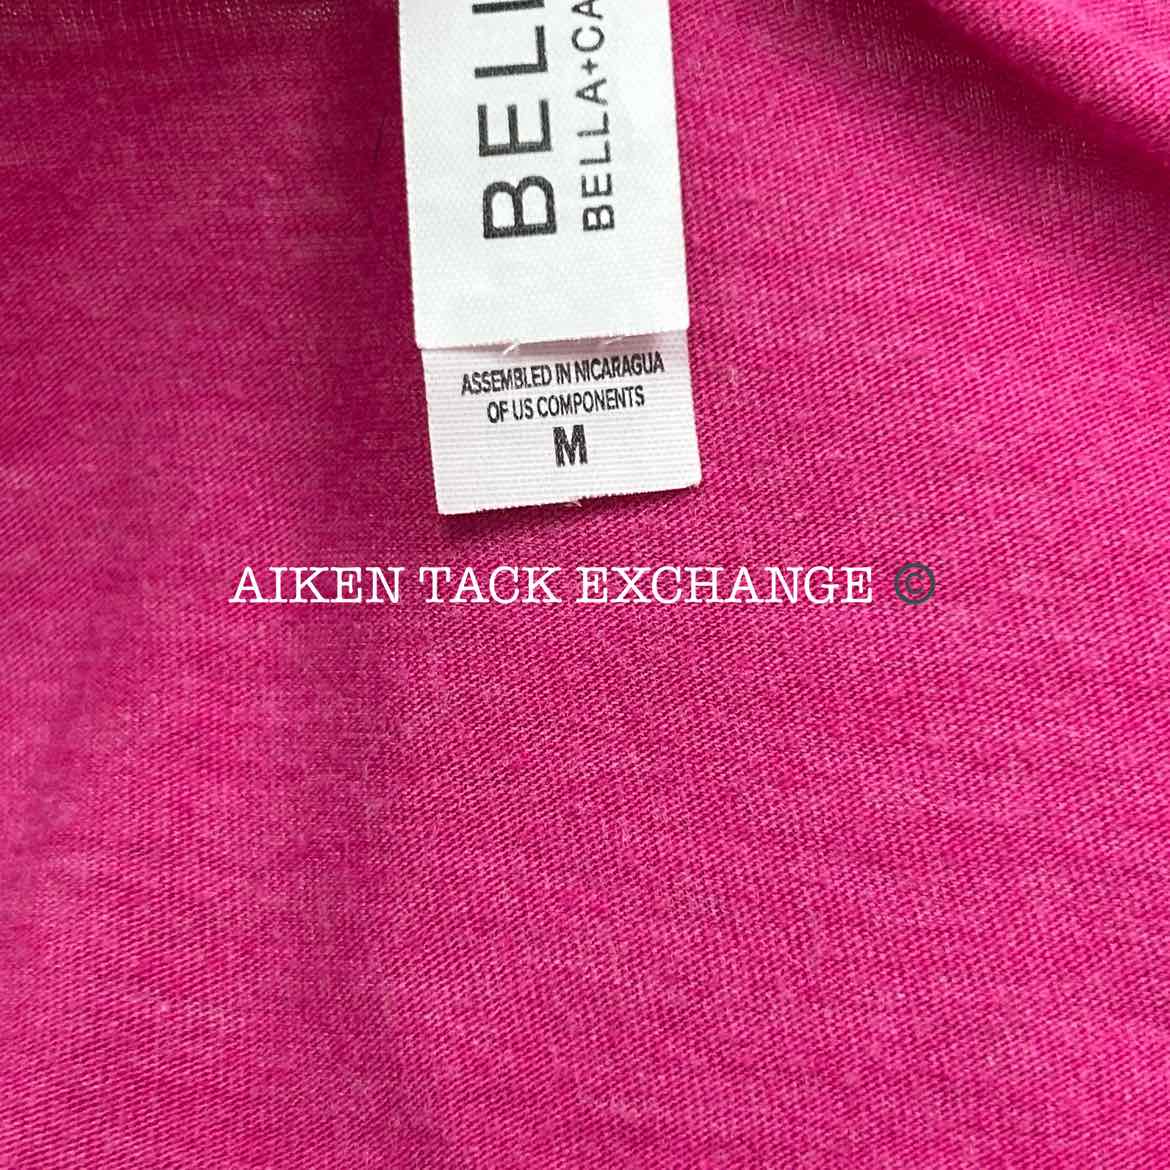 BELL
BELLA+CA
ASSEMBLED IN NICARAGUA
OF US COMPONENTS
M
AIKEN TACK EXCHANGE ©